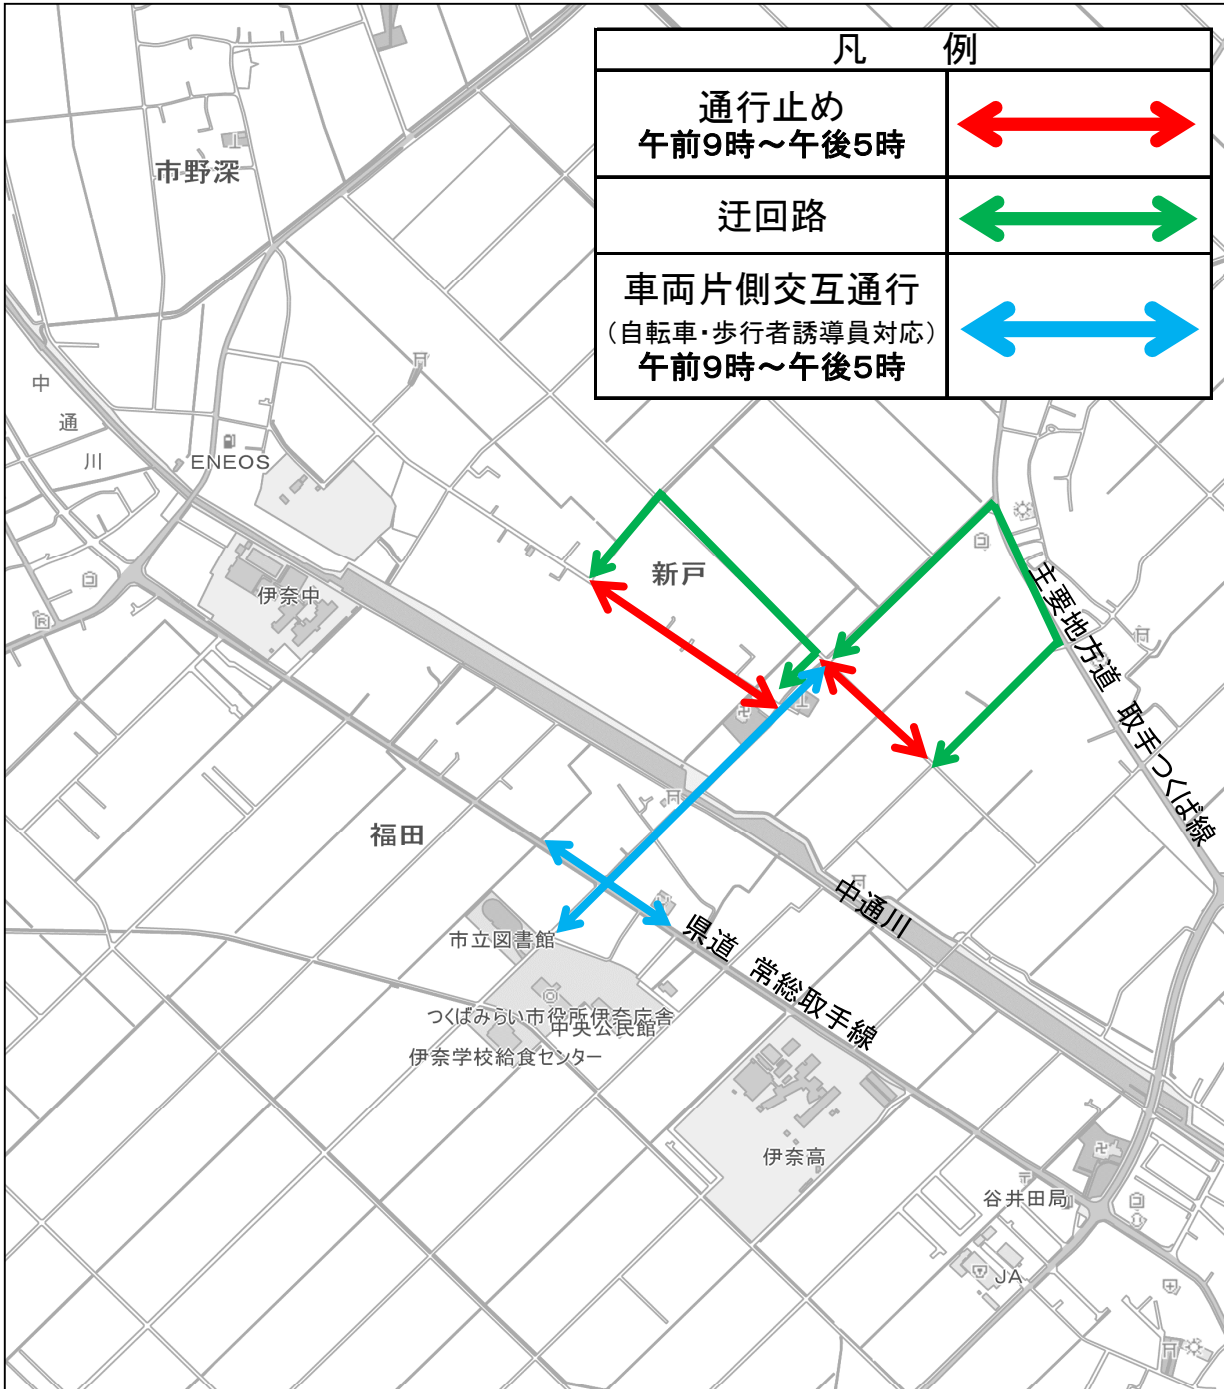 凡　例
通行止め
午前9時～午後5時
迂回路
車両片側交互通行
（自転車・歩行者誘導員対応）
午前9時～午後5時
市野深
中通川
ENEOS
伊奈中
新戸
主要地方道 取手つくば線
福田
中通川
市立図書館
県道 常総取手線
つくばみらい市役所伊奈庁舎
中央公民館
伊奈学校給食センター
伊奈高
谷井田局
JA